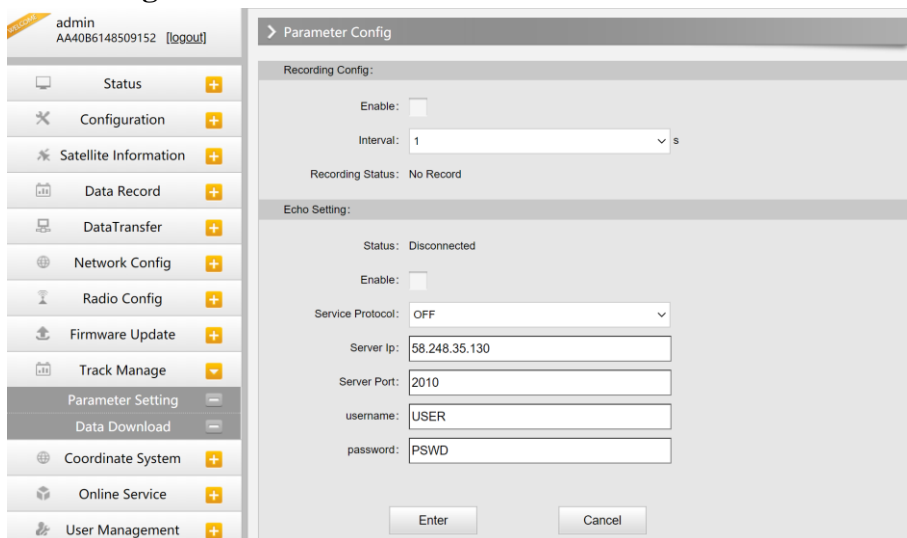 WELCOME
admin
AA40B6148509152 [logout]
Status
Configuration
Satellite Information
Data Record
DataTransfer
Network Config
Radio Config
Firmware Update
Track Manage
Parameter Setting
Data Download
Coordinate System
Online Service
User Management
Parameter Config
Recording Config:
Enable:
Interval: 1 s
Recording Status: No Record
Echo Setting:
Status: Disconnected
Enable:
Service Protocol: OFF
Server Ip: 58.248.35.130
Server Port: 2010
username: USER
password: PSWD
Enter Cancel